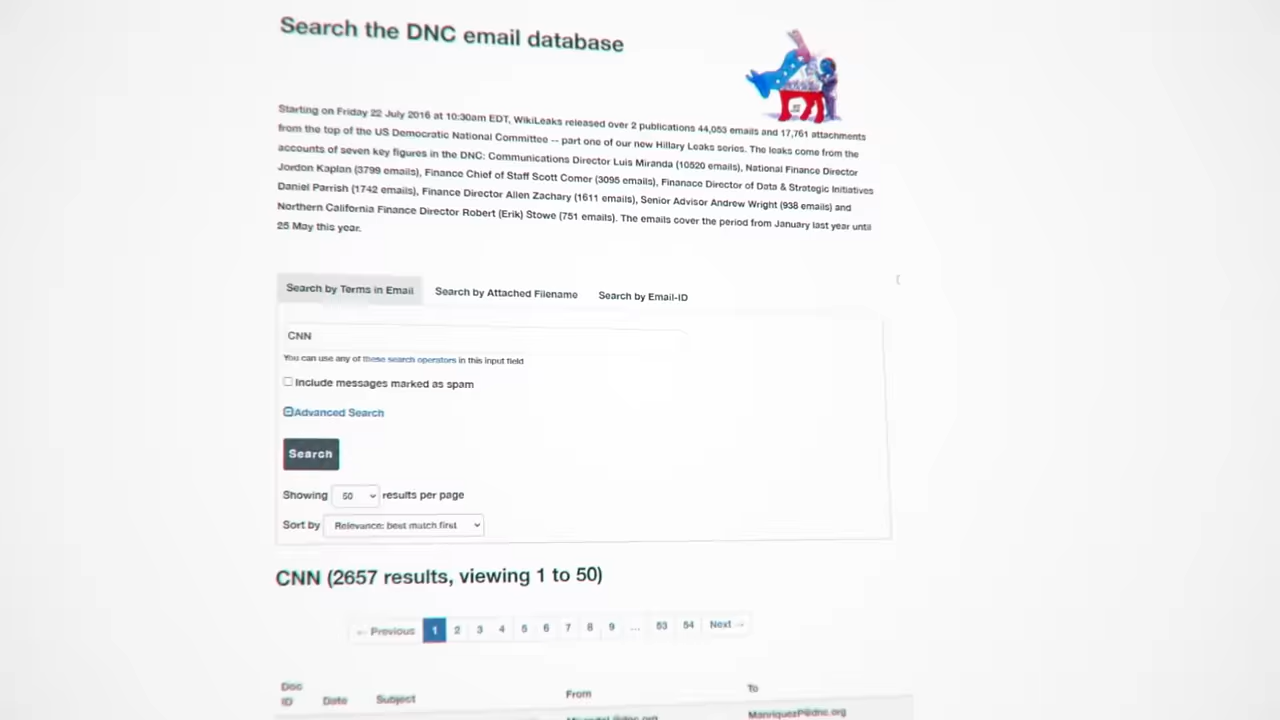 Search the DNC email database
Starting on Friday 22 July 2016 at 10:30am EDT, WikiLeaks released over 2 publications 44,053 emails and 17,761 attachments
from the top of the US Democratic National Committee -- part one of our new Hillary Leaks series. The leaks come from the
accounts of seven key figures in the DNC: Communications Director Luis Miranda (10520 emails), National Finance Director
Jordon Kaplan (3799 emails), Finance Chief of Staff Scott Comer (3095 emails), Finanace Director of Data & Strategic Initiatives
Daniel Parrish (1742 emails), Finance Director Allen Zachary (1611 emails), Senior Advisor Andrew Wright (938 emails) and
Northern California Finance Director Robert (Erik) Stowe (751 emails). The emails cover the period from January last year until
25 May this year.
Search by Terms in Email Search by Attached Filename Search by Email-ID
CNN
You can use any of these search operators in this input field
Include messages marked as spam
Advanced Search
Search
Showing 50 results per page
Sort by Relevance: best match first
CNN (2657 results, viewing 1 to 50)
← Previous 1 2 3 4 5 6 7 8 9 ... 53 54 Next →
Doc
ID Date Subject From To
ManriquezP@dnc.org